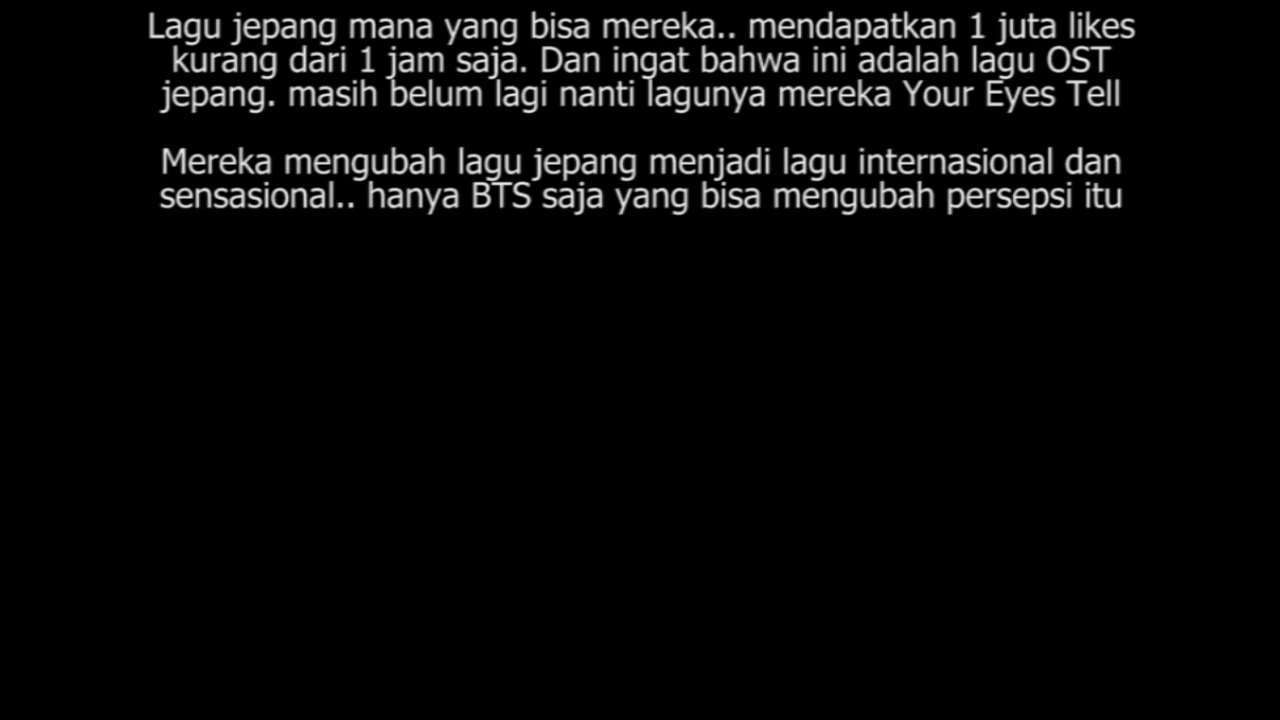 Lagu jepang mana yang bisa mereka.. mendapatkan 1 juta likes
kurang dari 1 jam saja. Dan ingat bahwa ini adalah lagu OST
jepang. masih belum lagi nanti lagunya mereka Your Eyes Tell
Mereka mengubah lagu jepang menjadi lagu internasional dan
sensasional.. hanya BTS saja yang bisa mengubah persepsi itu